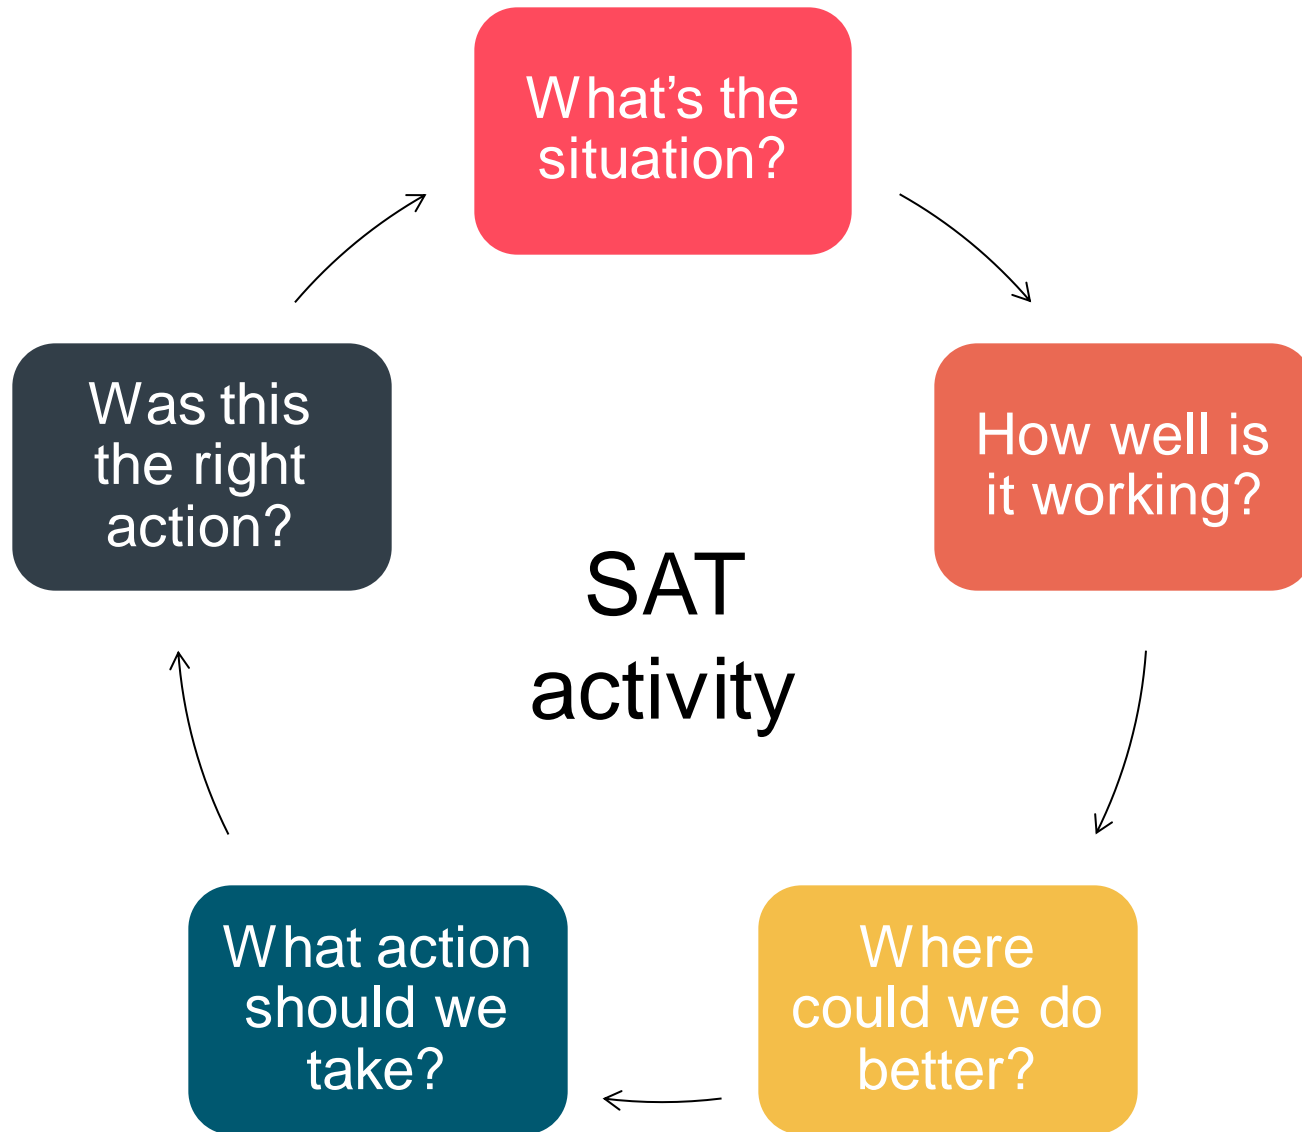 What’s the
situation?
How well is
it working?
Where
could we do
better?
What action
should we
take?
Was this
the right
action?
SAT
activity